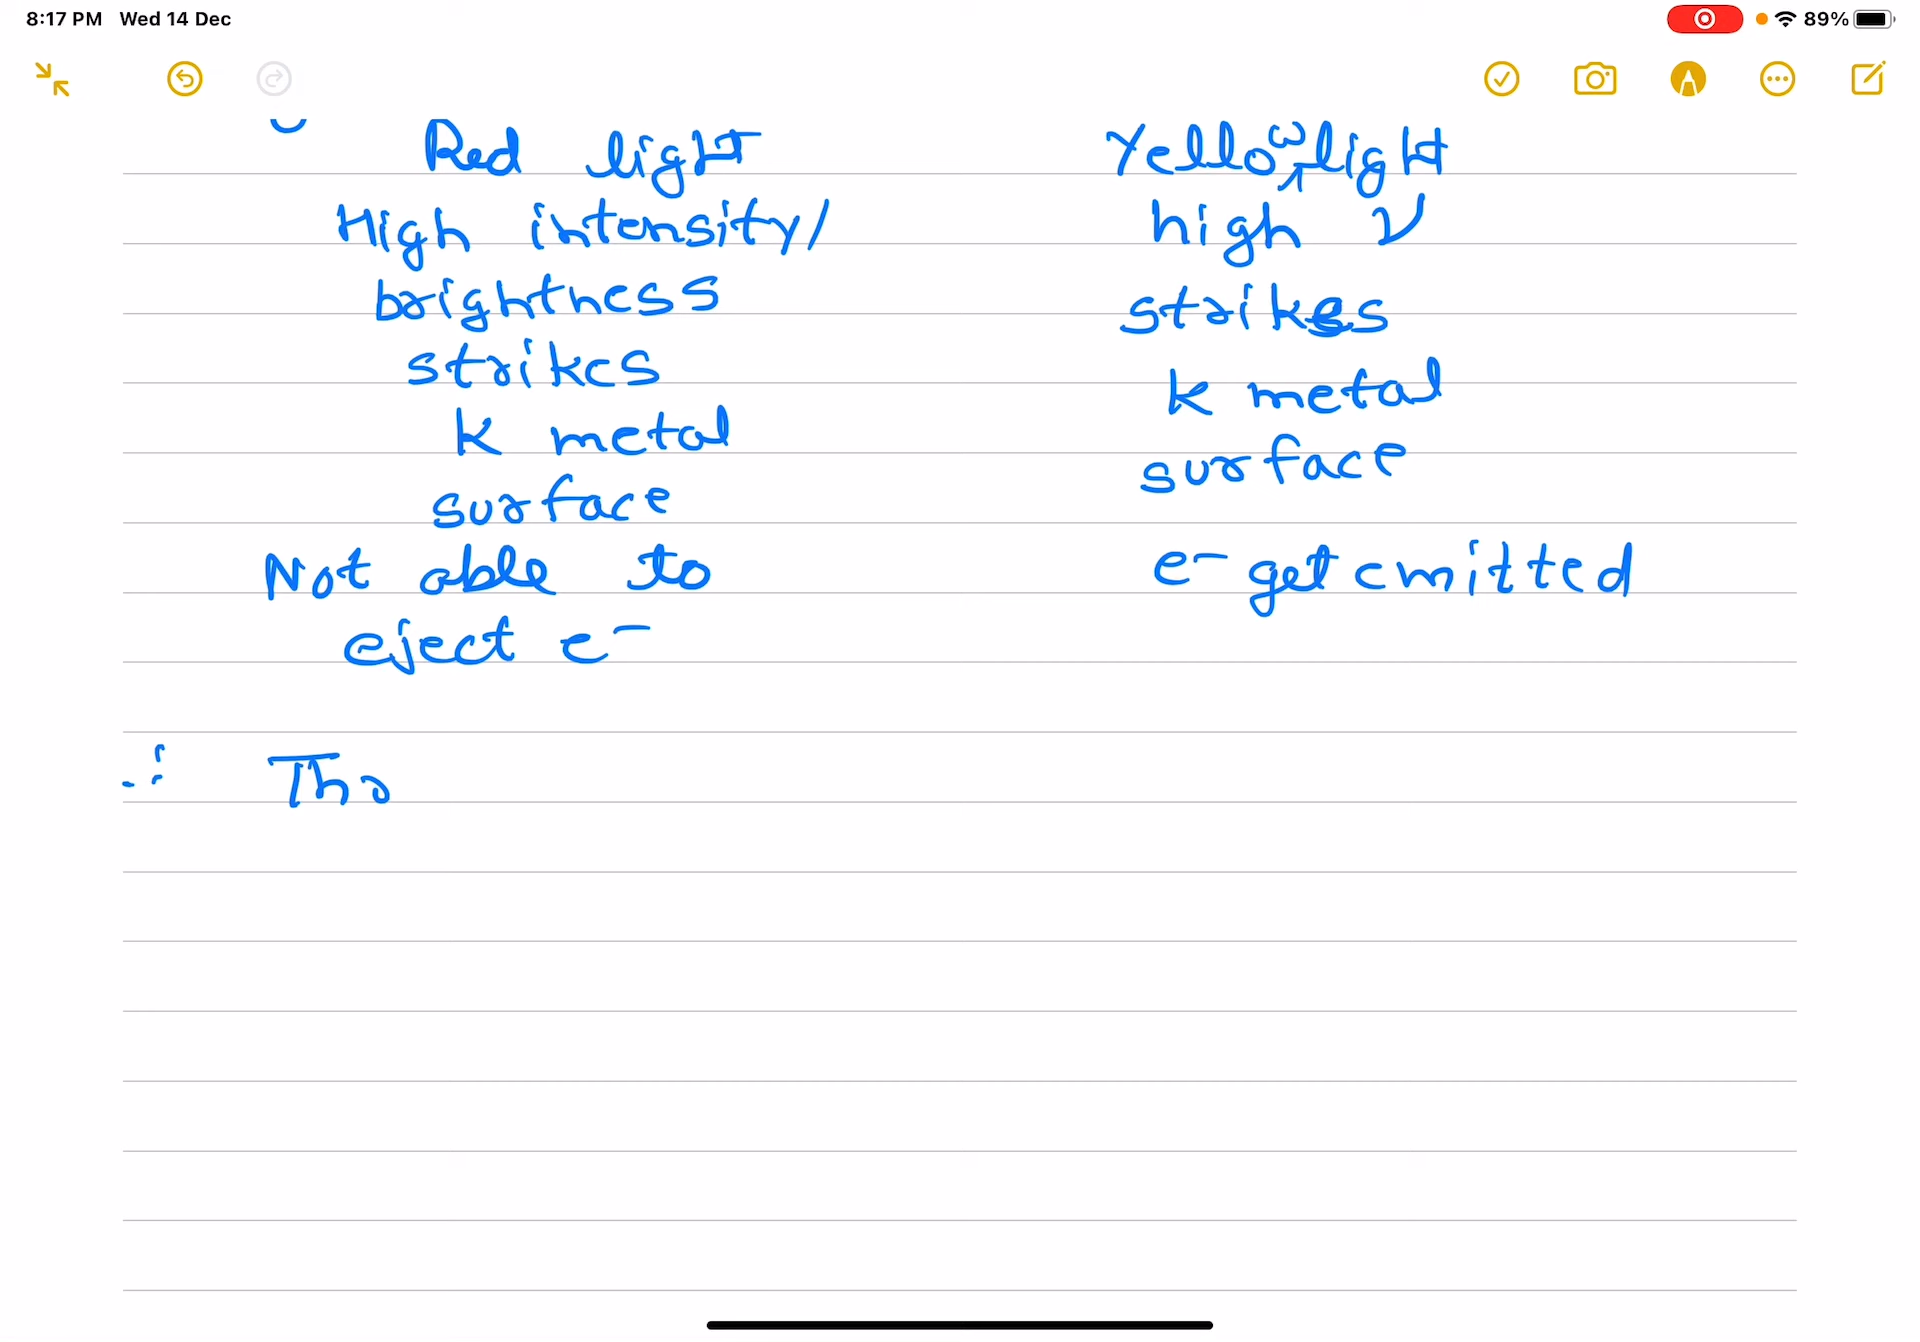 8:17 PM Wed 14 Dec
89%
Red light
High intensity/
brightness
strikes
K metal
surface
Not able to
eject e⁻
Yellow light
high ν
strikes
K metal
surface
e⁻ get emitted
∴